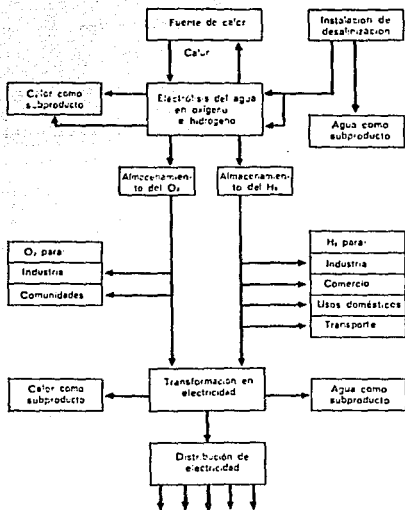 Fuente de calor
Instalación de
desalinización
Calor
Calor como
subproducto
Electrólisis del agua
en oxígeno
e hidrógeno
Agua como
subproducto
Almacenamien-
to del O₂
Almacenamien-
to del H₂
O₂ para:
Industria
Comunidades
H₂ para:
Industria
Comercio
Usos domésticos
Transporte
Calor como
subproducto
Transformación en
electricidad
Agua como
subproducto
Distribución de
electricidad